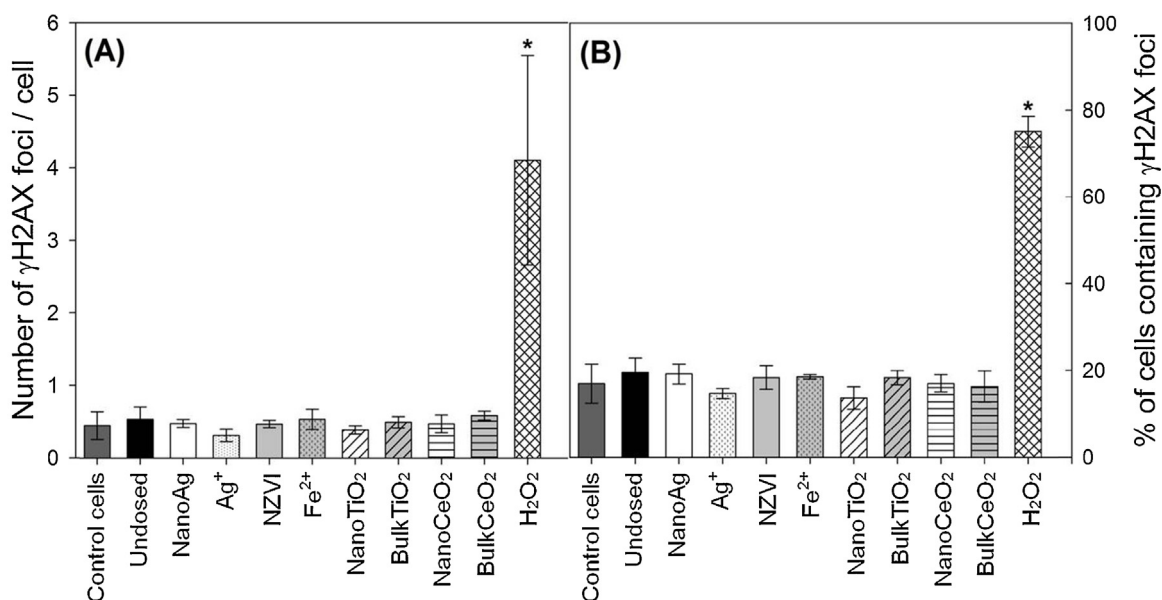 (A)
*
6
5
4
3
2
1
0
Number of γH2AX foci / cell
Control cells
Undosed
NanoAg
Ag⁺
NZVI
Fe²⁺
NanoTiO₂
BulkTiO₂
NanoCeO₂
BulkCeO₂
H₂O₂
(B)
*
100
80
60
40
20
0
% of cells containing γH2AX foci
Control cells
Undosed
NanoAg
Ag⁺
NZVI
Fe²⁺
NanoTiO₂
BulkTiO₂
NanoCeO₂
BulkCeO₂
H₂O₂